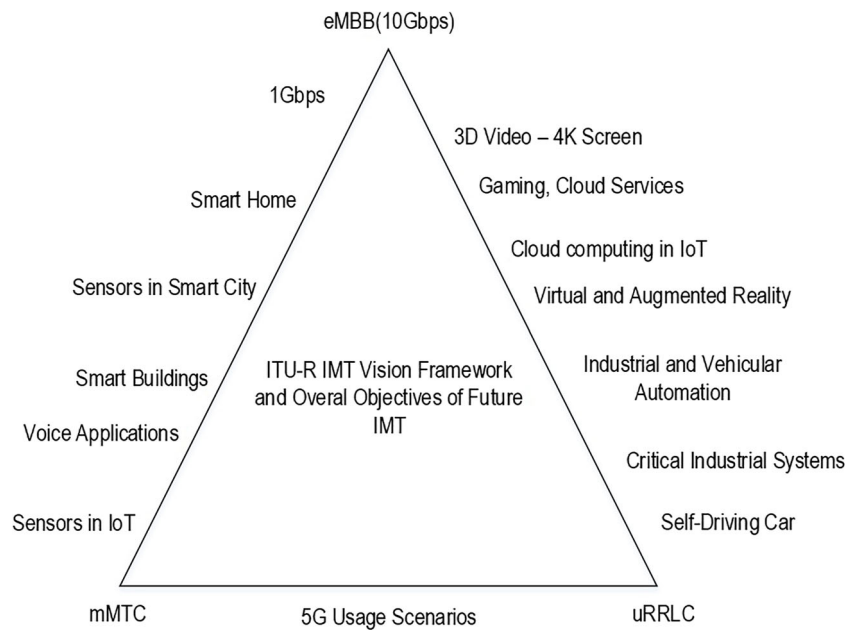 eMBB(10Gbps)
1Gbps
3D Video – 4K Screen
Gaming, Cloud Services
Smart Home
Cloud computing in IoT
Sensors in Smart City
Virtual and Augmented Reality
Industrial and Vehicular
Automation
ITU-R IMT Vision Framework
and Overal Objectives of Future
IMT
Smart Buildings
Voice Applications
Critical Industrial Systems
Sensors in IoT
Self-Driving Car
mMTC
5G Usage Scenarios
uRRLC